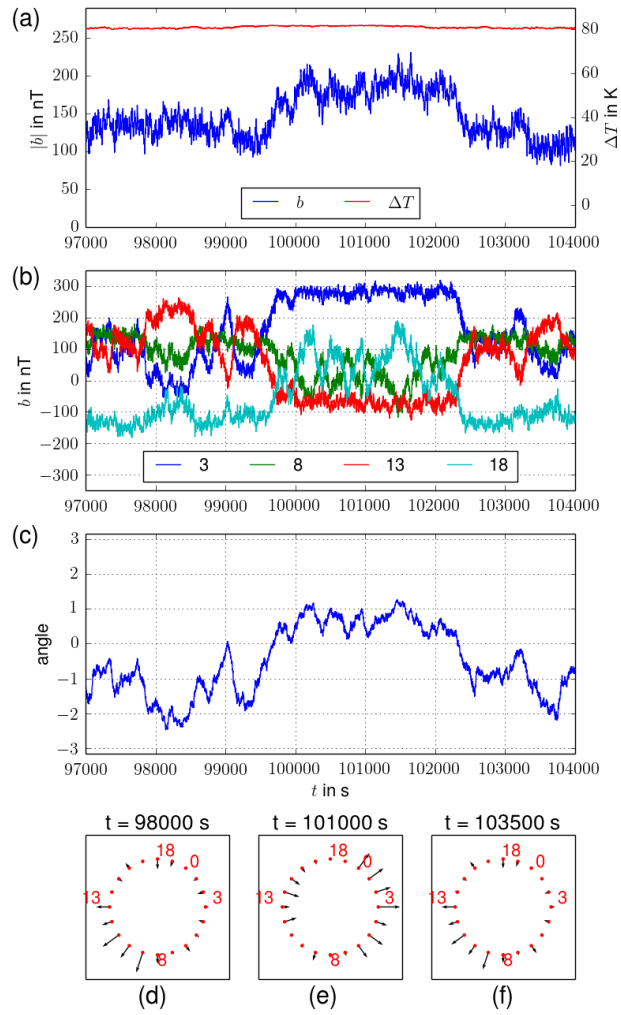 (a)
250
200
150
100
50
0
|b| in nT
80
60
40
20
0
ΔT in K
b ΔT
97000 98000 99000 100000 101000 102000 103000 104000
(b)
300
200
100
0
−100
−200
−300
b in nT
3 8 13 18
97000 98000 99000 100000 101000 102000 103000 104000
(c)
3
2
1
0
−1
−2
−3
angle
97000 98000 99000 100000 101000 102000 103000 104000
t in s
t = 98000 s t = 101000 s t = 103500 s
18 18 18
0 0 0
13 3 13 3 13 3
8 8 8
(d) (e) (f)